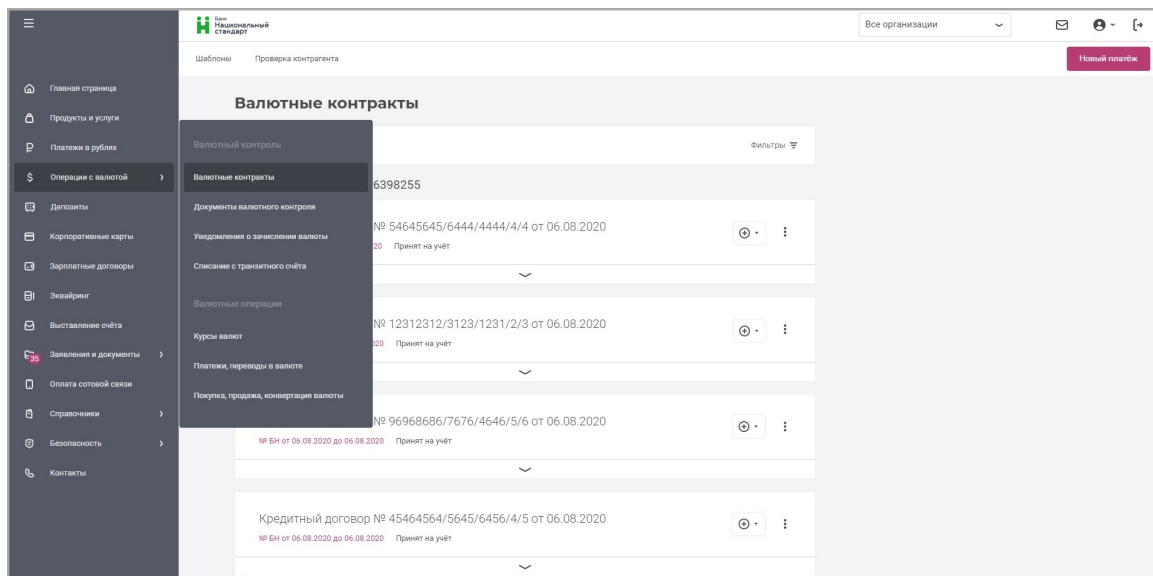 Банк
Национальный
стандарт
Все организации
Шаблоны Проверка контрагента Новый платёж
Главная страница
Продукты и услуги
Платежи в рублях
Операции с валютой
Депозиты
Корпоративные карты
Зарплатные договоры
Эквайринг
Выставление счёта
Заявления и документы
35
Оплата сотовой связи
Справочники
Безопасность
Контакты
Валютный контроль
Валютные контракты
Документы валютного контроля
Уведомления о зачислении валюты
Списание с транзитного счёта
Валютные операции
Курсы валют
Платежи, переводы в валюте
Покупка, продажа, конвертация валюты
Валютные контракты
Фильтры
6398255
№ 54645645/6444/4444/4/4 от 06.08.2020
20 Принят на учёт
№ 12312312/3123/1231/2/3 от 06.08.2020
020 Принят на учёт
№ 96968686/7676/4646/5/6 от 06.08.2020
№ БН от 06.08.2020 до 06.08.2020 Принят на учёт
Кредитный договор № 45464564/5645/6456/4/5 от 06.08.2020
№ БН от 06.08.2020 до 06.08.2020 Принят на учёт